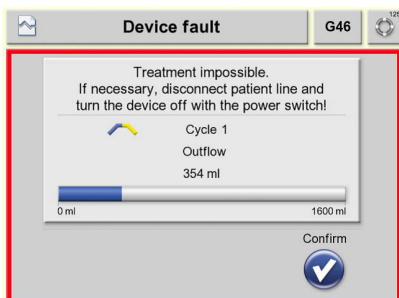 Device fault
G46
125
Treatment impossible.
If necessary, disconnect patient line and
turn the device off with the power switch!
Cycle 1
Outflow
354 ml
0 ml
1600 ml
Confirm